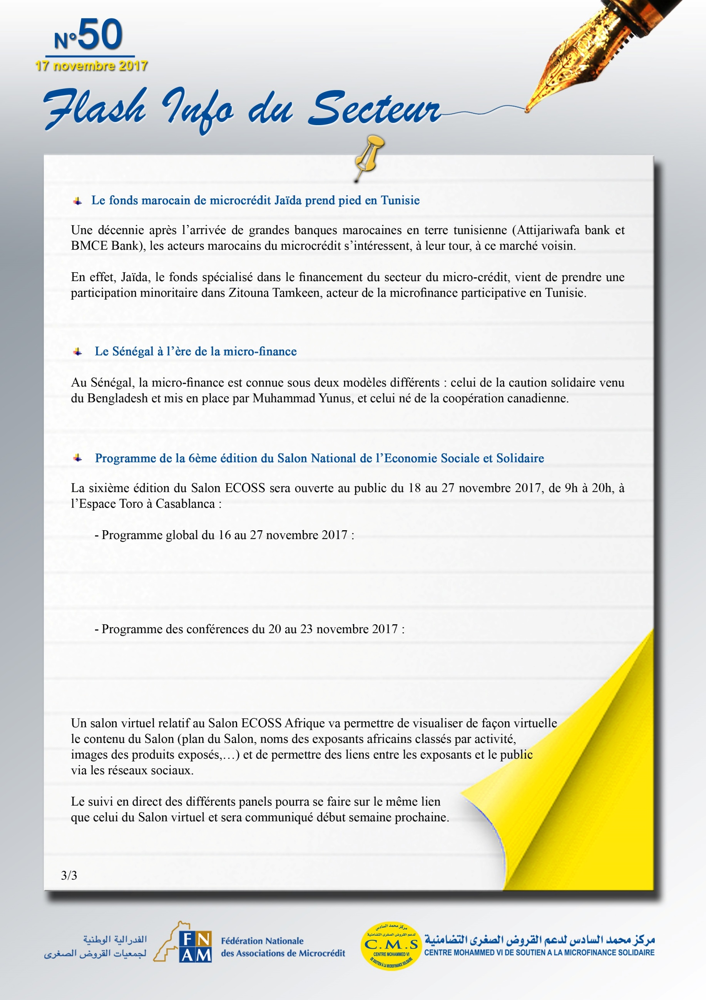 N°50
17 novembre 2017
Flash Info du Secteur
Le fonds marocain de microcrédit Jaïda prend pied en Tunisie
Une décennie après l’arrivée de grandes banques marocaines en terre tunisienne (Attijariwafa bank et
BMCE Bank), les acteurs marocains du microcrédit s’intéressent, à leur tour, à ce marché voisin.
En effet, Jaïda, le fonds spécialisé dans le financement du secteur du micro-crédit, vient de prendre une
participation minoritaire dans Zitouna Tamkeen, acteur de la microfinance participative en Tunisie.
Le Sénégal à l’ère de la micro-finance
Au Sénégal, la micro-finance est connue sous deux modèles différents : celui de la caution solidaire venu
du Bengladesh et mis en place par Muhammad Yunus, et celui né de la coopération canadienne.
Programme de la 6ème édition du Salon National de l’Economie Sociale et Solidaire
La sixième édition du Salon ECOSS sera ouverte au public du 18 au 27 novembre 2017, de 9h à 20h, à
l’Espace Toro à Casablanca :
- Programme global du 16 au 27 novembre 2017 :
- Programme des conférences du 20 au 23 novembre 2017 :
Un salon virtuel relatif au Salon ECOSS Afrique va permettre de visualiser de façon virtuelle
le contenu du Salon (plan du Salon, noms des exposants africains classés par activité,
images des produits exposés,…) et de permettre des liens entre les exposants et le public
via les réseaux sociaux.
Le suivi en direct des différents panels pourra se faire sur le même lien
que celui du Salon virtuel et sera communiqué début semaine prochaine.
3/3
الفدرالية الوطنية
لجمعيات القروض الصغرى
FN
AM
Fédération Nationale
des Associations de Microcrédit
مركز محمد السادس
لدعم القروض الصغرى التضامنية
C.M.S
CENTRE MOHAMMED VI
DE SOUTIEN À LA MICROFINANCE SOLIDAIRE
مركز محمد السادس لدعم القروض الصغرى التضامنية
CENTRE MOHAMMED VI DE SOUTIEN A LA MICROFINANCE SOLIDAIRE